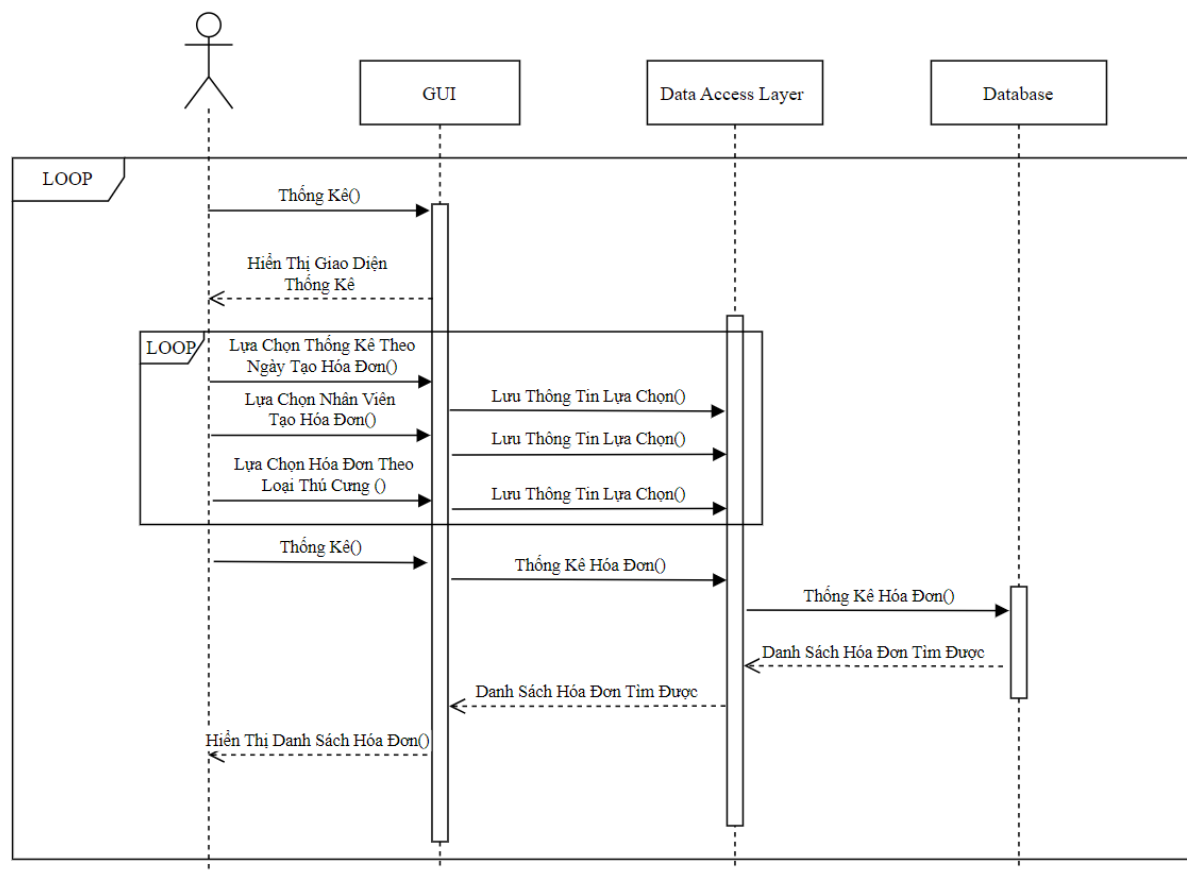 GUI
Data Access Layer
Database
LOOP
Thống Kê()
Hiển Thị Giao Diện
Thống Kê
LOOP
Lựa Chọn Thống Kê Theo
Ngày Tạo Hóa Đơn()
Lưu Thông Tin Lựa Chọn()
Lựa Chọn Nhân Viên
Tạo Hóa Đơn()
Lưu Thông Tin Lựa Chọn()
Lựa Chọn Hóa Đơn Theo
Loại Thú Cưng ()
Lưu Thông Tin Lựa Chọn()
Thống Kê()
Thống Kê Hóa Đơn()
Thống Kê Hóa Đơn()
Danh Sách Hóa Đơn Tìm Được
Danh Sách Hóa Đơn Tìm Được
Hiển Thị Danh Sách Hóa Đơn()